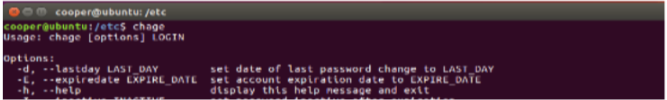 cooper@ubuntu: /etc
cooper@ubuntu:/etc$ chage
Usage: chage [options] LOGIN
Options:
-d, --lastday LAST_DAY set date of last password change to LAST_DAY
-E, --expiredate EXPIRE_DATE set account expiration date to EXPIRE_DATE
-h, --help display this help message and exit